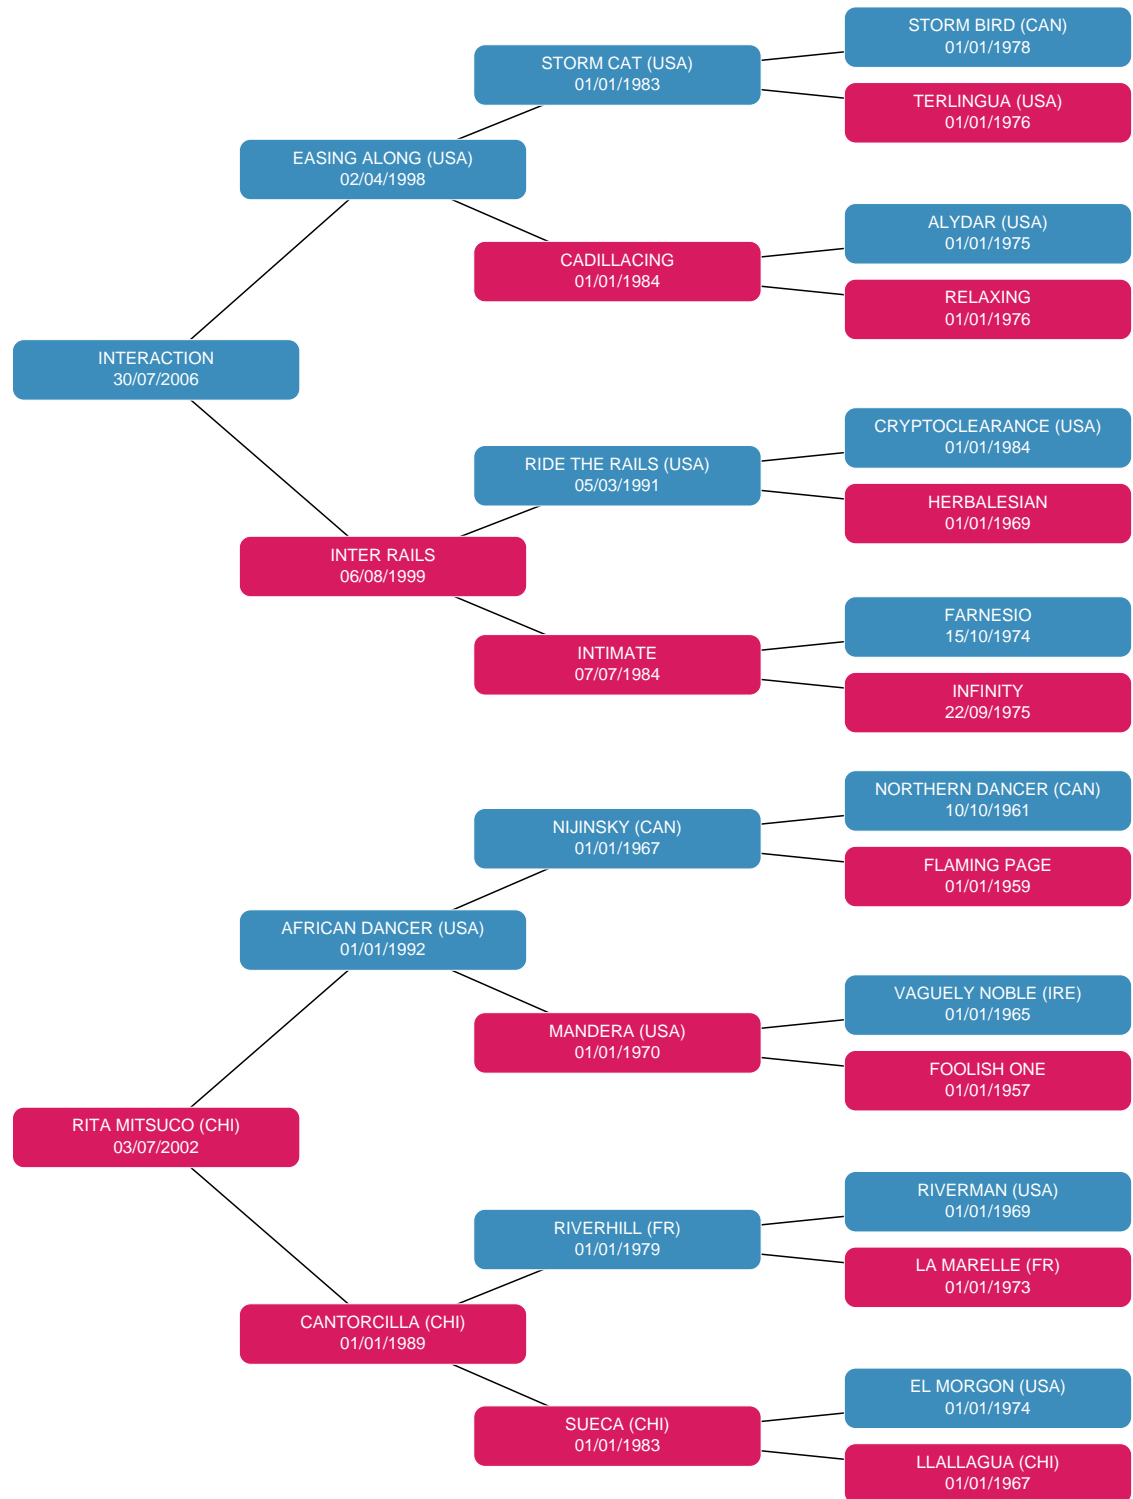 STORM BIRD (CAN)
01/01/1978
STORM CAT (USA)
01/01/1983
TERLINGUA (USA)
01/01/1976
EASING ALONG (USA)
02/04/1998
ALYDAR (USA)
01/01/1975
CADILLACING
01/01/1984
RELAXING
01/01/1976
INTERACTION
30/07/2006
CRYPTOCLEARANCE (USA)
01/01/1984
RIDE THE RAILS (USA)
05/03/1991
HERBALESIAN
01/01/1969
INTER RAILS
06/08/1999
FARNESIO
15/10/1974
INTIMATE
07/07/1984
INFINITY
22/09/1975
NORTHERN DANCER (CAN)
10/10/1961
NIJINSKY (CAN)
01/01/1967
FLAMING PAGE
01/01/1959
AFRICAN DANCER (USA)
01/01/1992
VAGUELY NOBLE (IRE)
01/01/1965
MANDERA (USA)
01/01/1970
FOOLISH ONE
01/01/1957
RITA MITSUCO (CHI)
03/07/2002
RIVERMAN (USA)
01/01/1969
RIVERHILL (FR)
01/01/1979
LA MARELLE (FR)
01/01/1973
CANTORCILLA (CHI)
01/01/1989
EL MORGON (USA)
01/01/1974
SUECA (CHI)
01/01/1983
LLALLAGUA (CHI)
01/01/1967